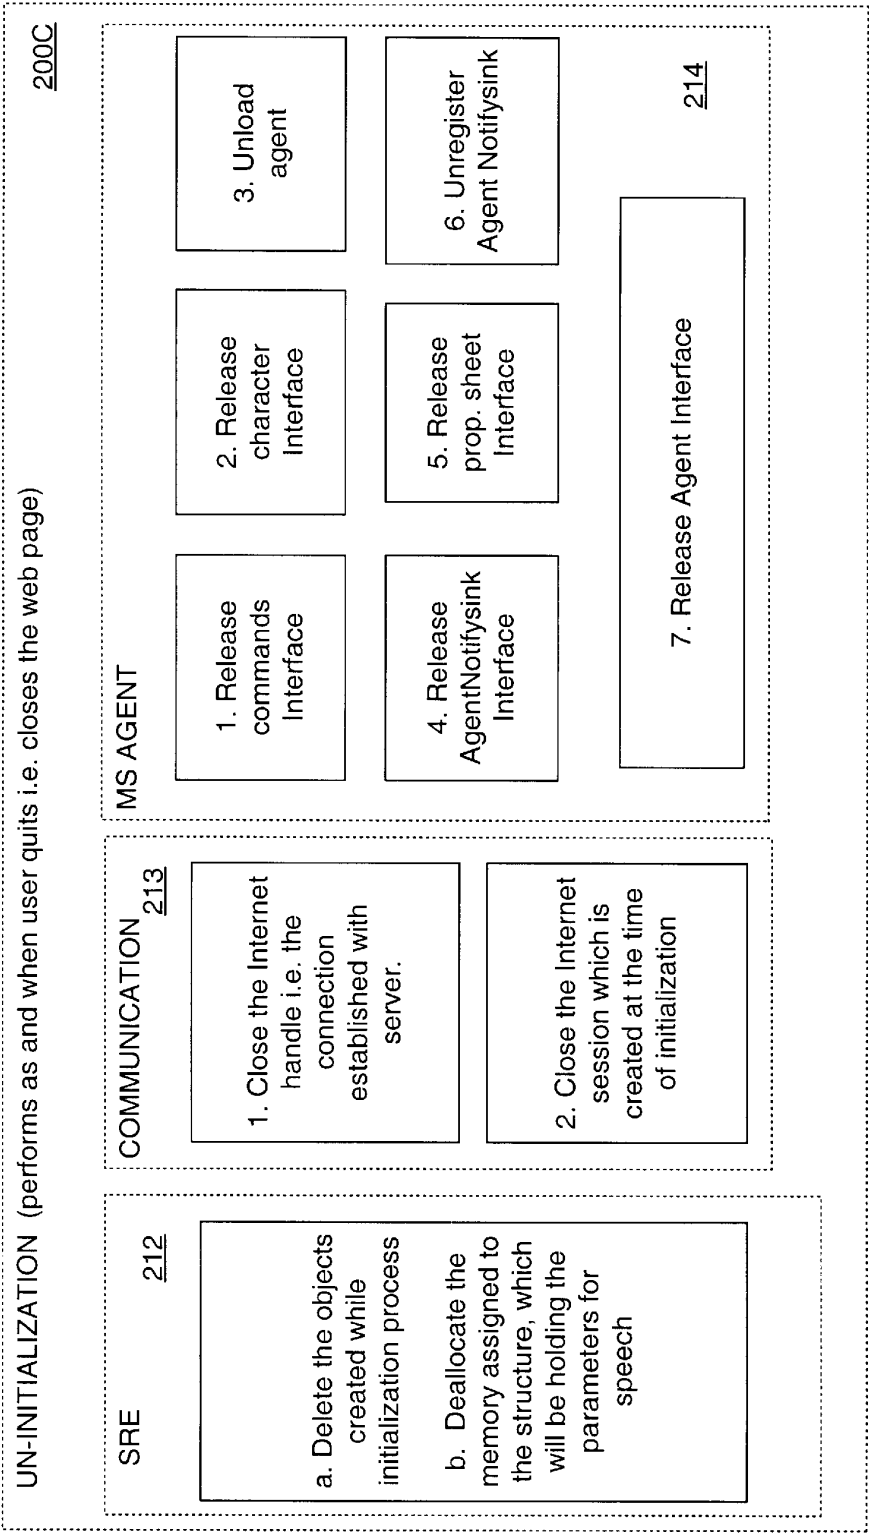 UN-INITIALIZATION (performs as and when user quits i.e. closes the web page)
200C
SRE
212
a. Delete the objects
created while
initialization process
b. Deallocate the
memory assigned to
the structure, which
will be holding the
parameters for
speech
COMMUNICATION
213
1. Close the Internet
handle i.e. the
connection
established with
server.
2. Close the Internet
session which is
created at the time
of initialization
MS AGENT
1. Release
commands
Interface
2. Release
character
Interface
3. Unload
agent
4. Release
AgentNotifysink
Interface
5. Release
prop. sheet
Interface
6. Unregister
Agent Notifysink
7. Release Agent Interface
214